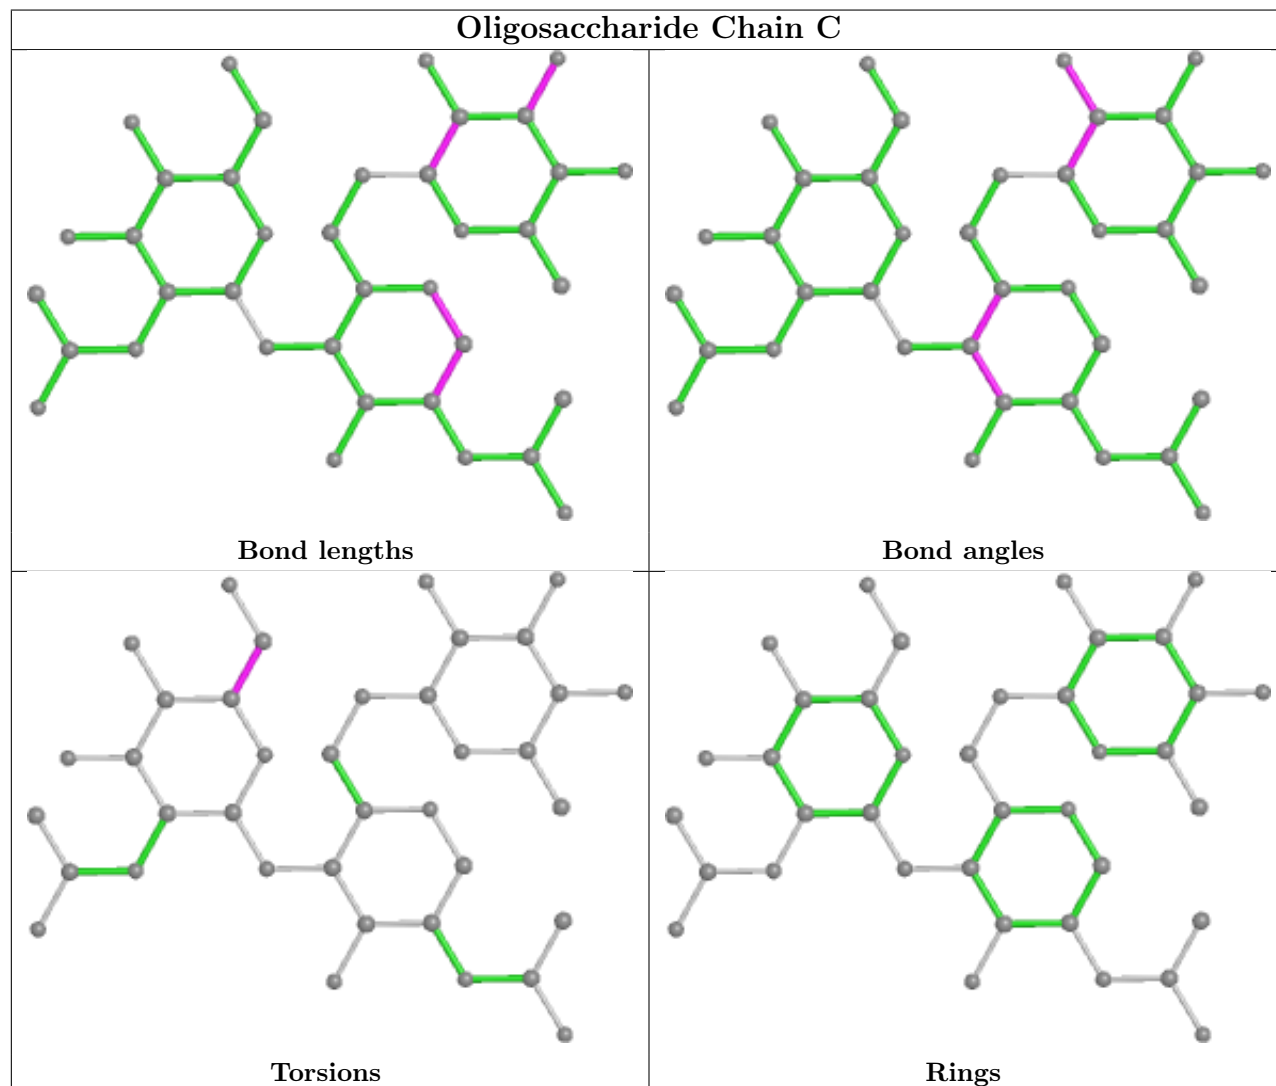 Oligosaccharide Chain C
Bond lengths
Bond angles
Torsions
Rings